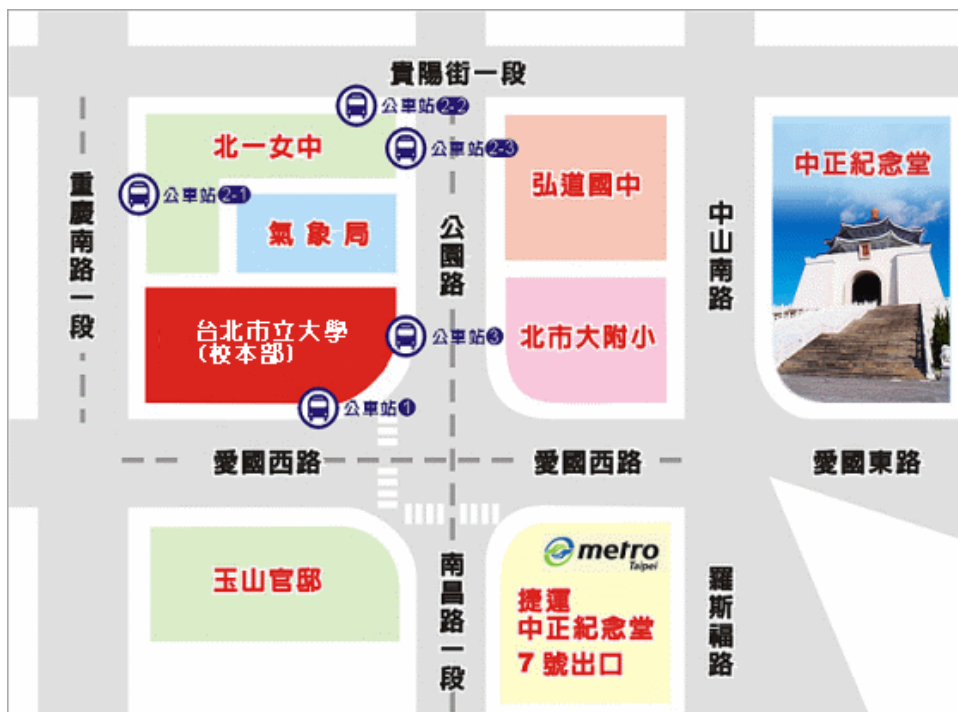 貴陽街一段
公車站2-2
北一女中
公車站2-3
弘道國中
中正紀念堂
公車站2-1
重慶南路一段
氣象局
公園路
中山南路
台北市立大學
(校本部)
公車站3
北市大附小
公車站1
愛國西路
愛國西路
愛國東路
玉山官邸
南昌路一段
metro
Taipei
捷運
中正紀念堂
7號出口
羅斯福路